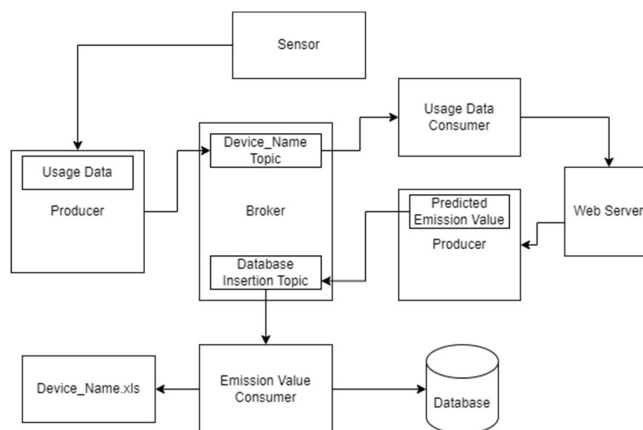 Sensor
Usage Data
Consumer
Device_Name
Topic
Usage Data
Producer
Broker
Predicted
Emission Value
Producer
Web Server
Database
Insertion Topic
Device_Name.xls
Emission Value
Consumer
Database